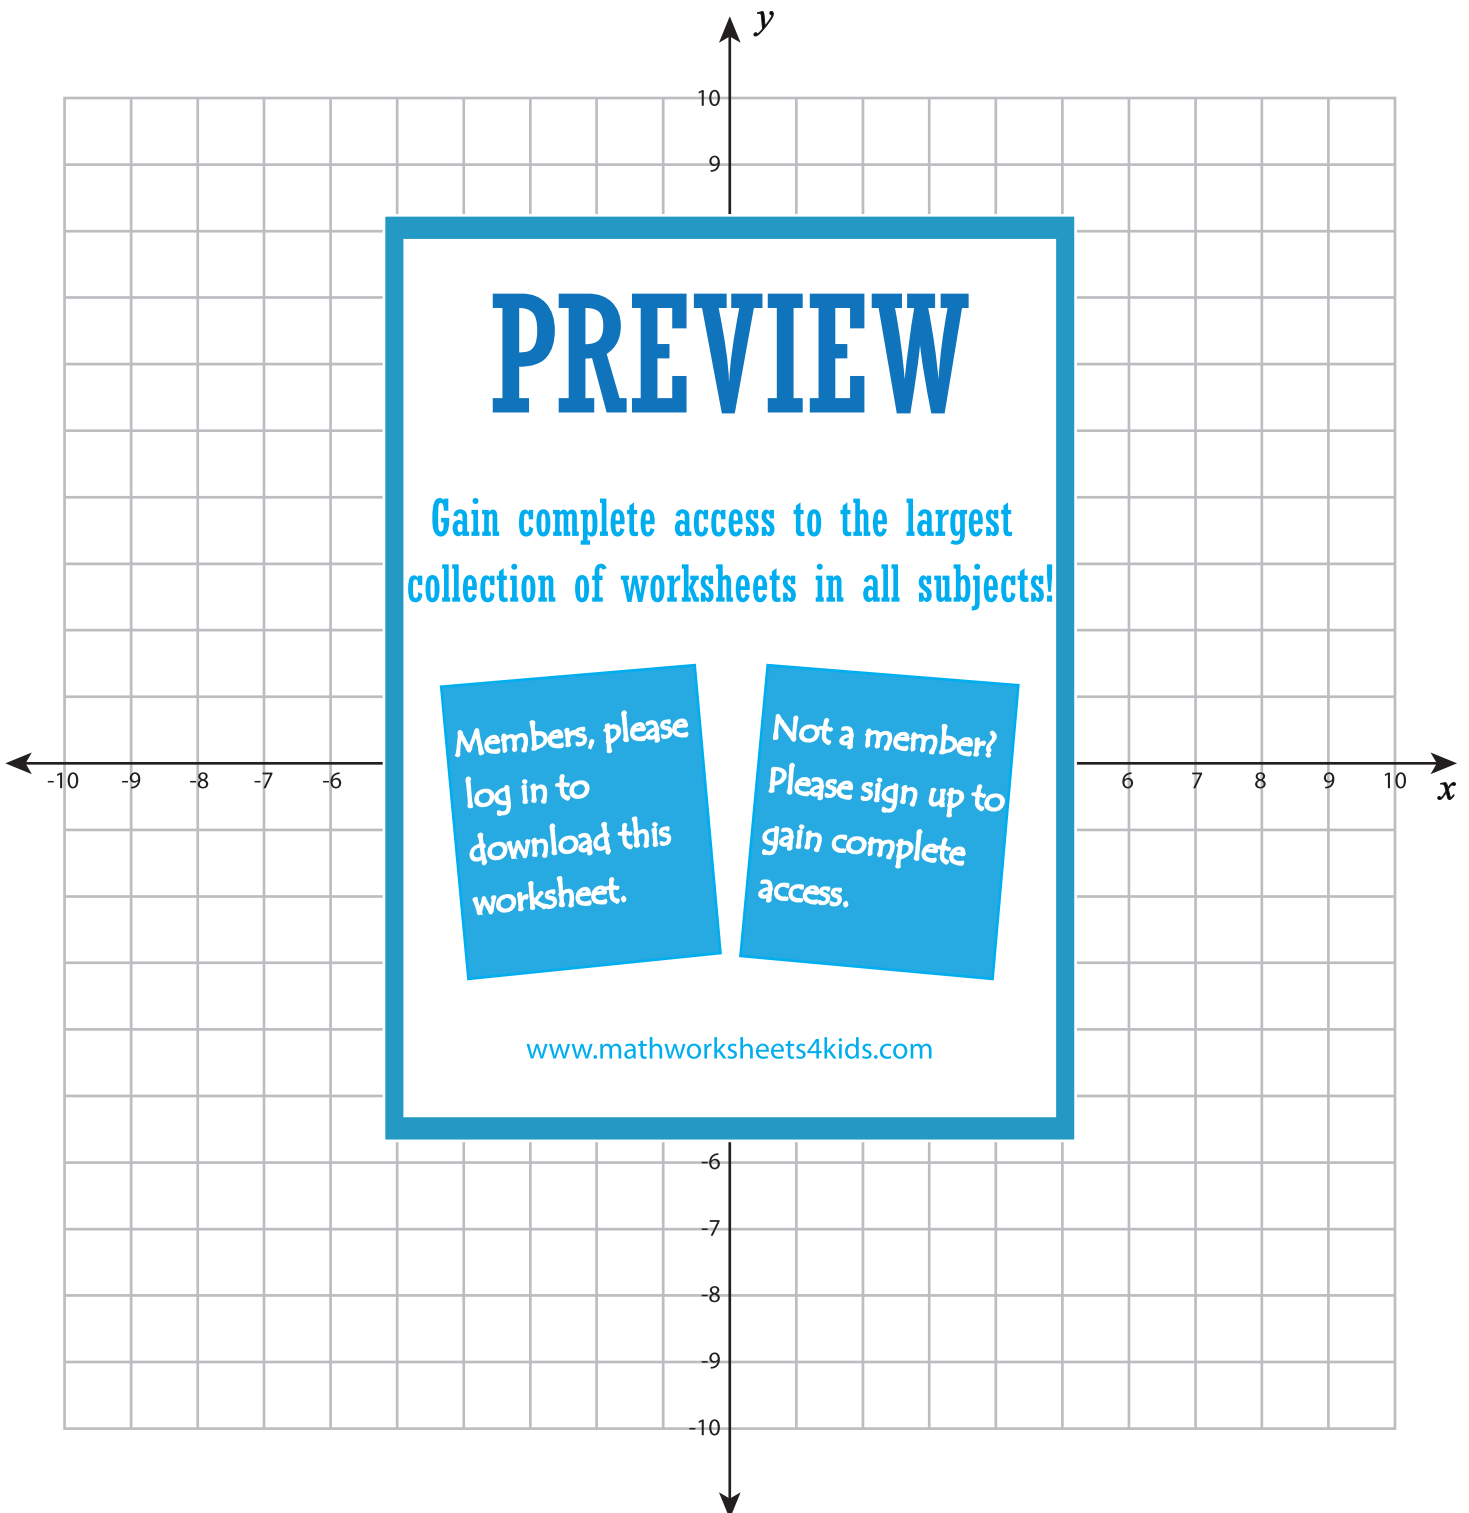 y
10
9
PREVIEW
Gain complete access to the largest
collection of worksheets in all subjects!
Members, please
log in to
download this
worksheet.
Not a member?
Please sign up to
gain complete
access.
-10 -9 -8 -7 -6 6 7 8 9 10
x
www.mathworksheets4kids.com
-6
-7
-8
-9
-10